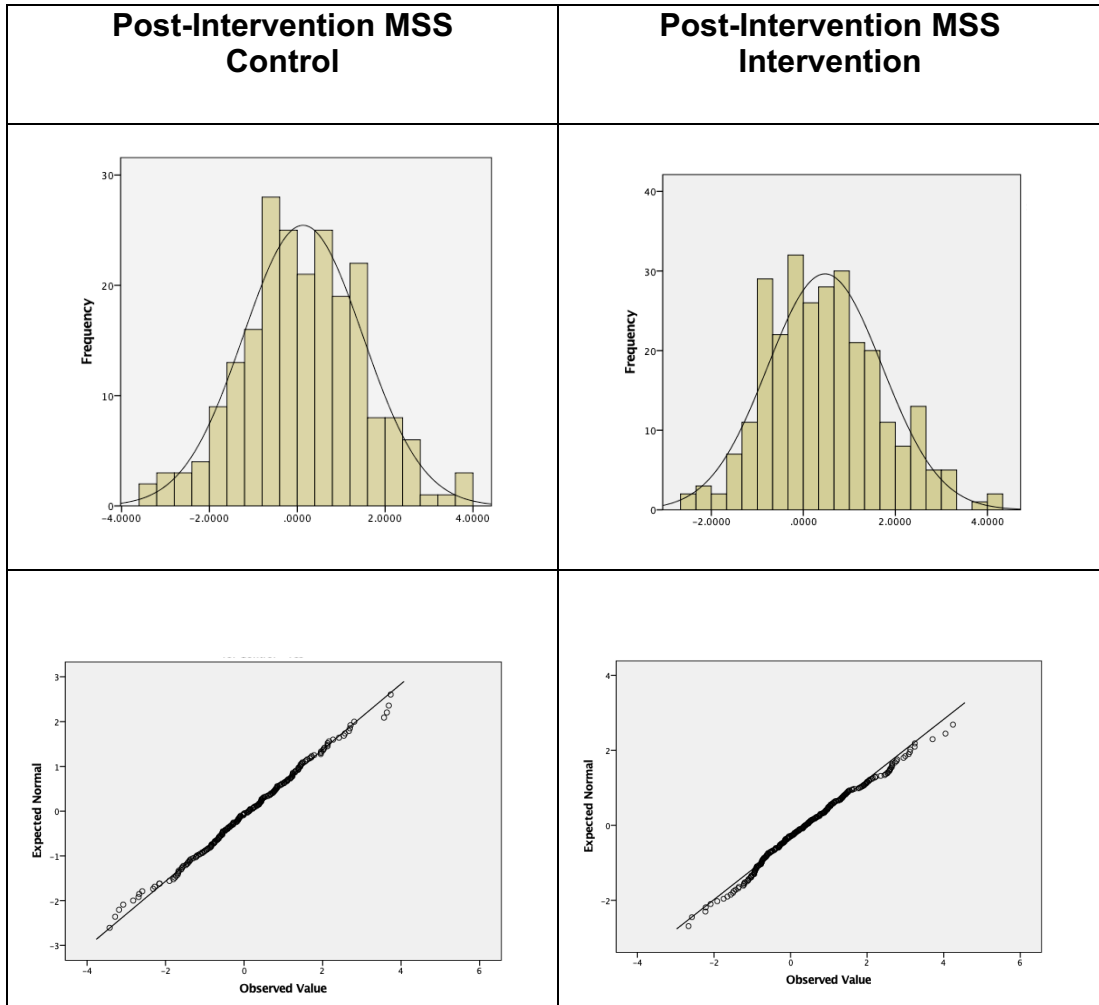 Post-Intervention MSS
Control
Post-Intervention MSS
Intervention
30
20
10
0
Frequency
-4.0000 -2.0000 .0000 2.0000 4.0000
40
30
20
10
0
Frequency
-2.0000 .0000 2.0000 4.0000
3
2
1
0
-1
-2
-3
Expected Normal
-4 -2 0 2 4 6
Observed Value
4
2
0
-2
Expected Normal
-4 -2 0 2 4 6
Observed Value